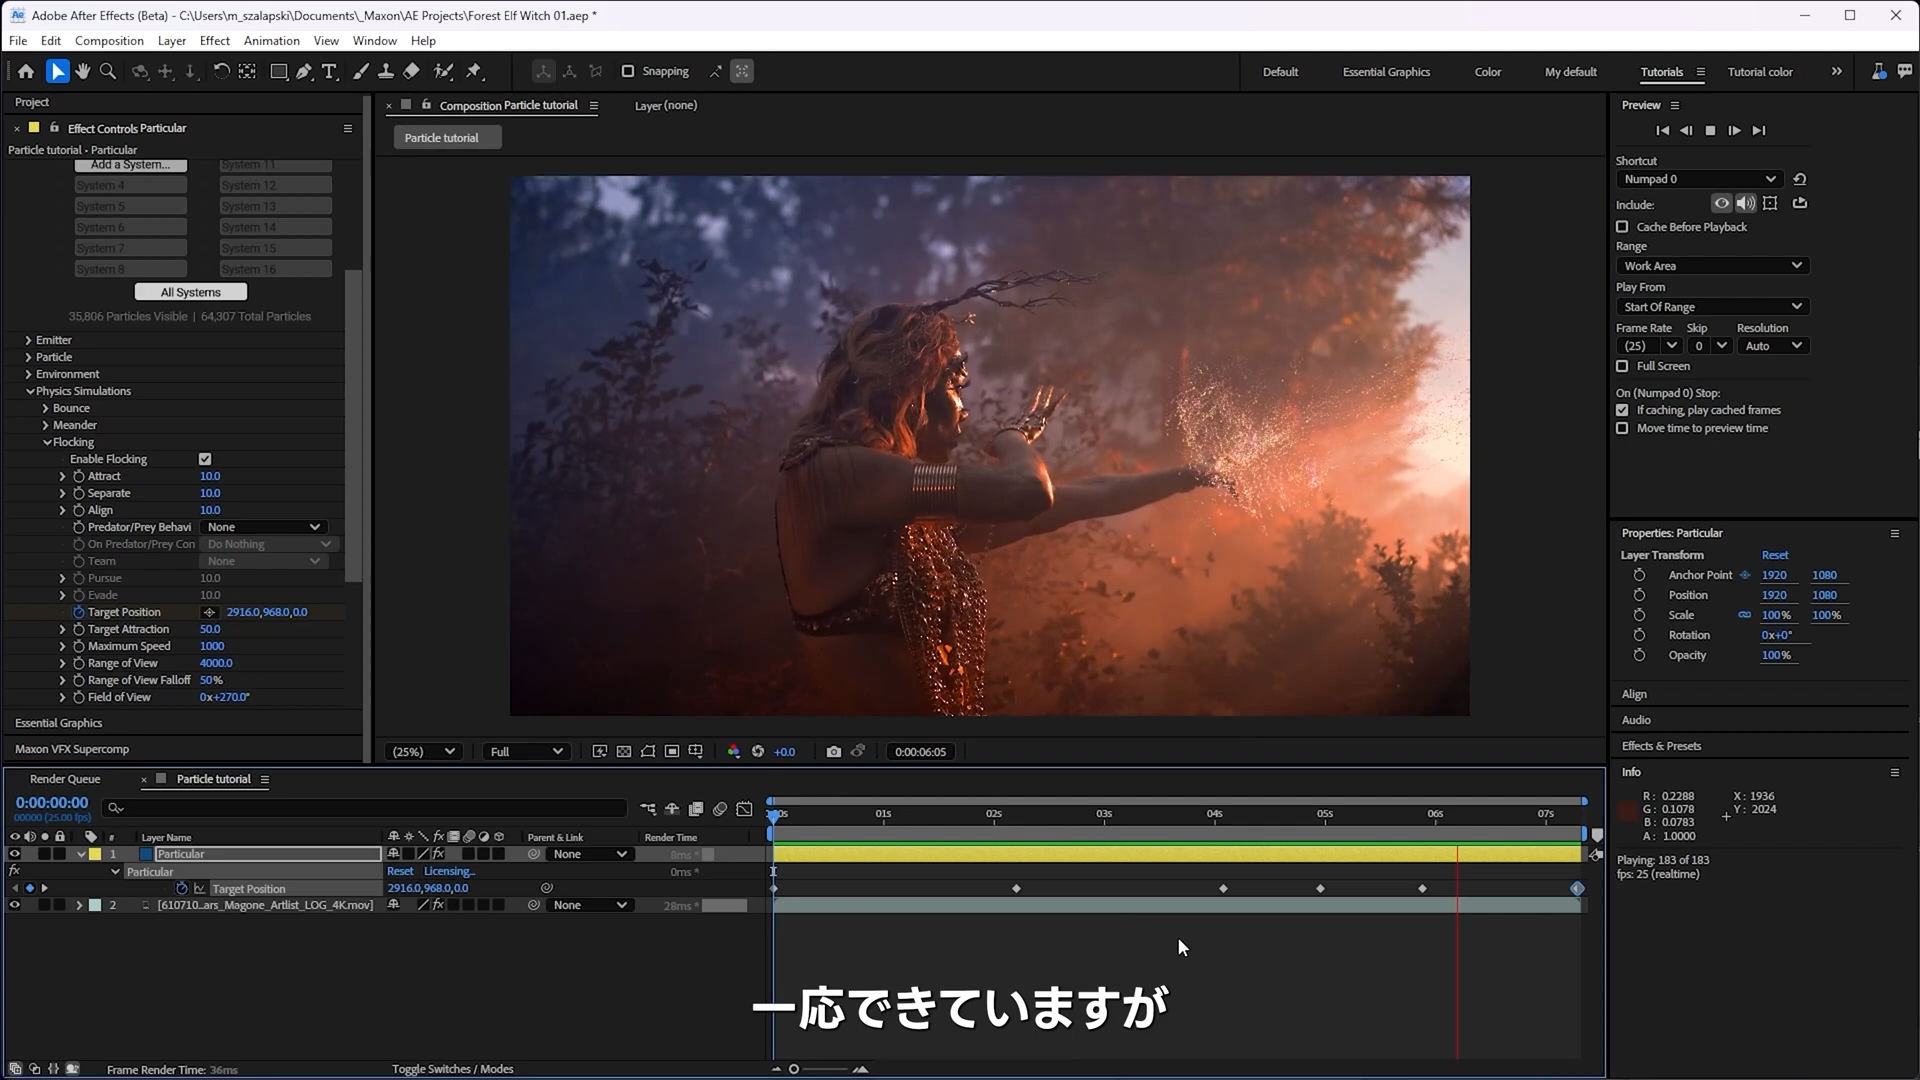 Adobe After Effects (Beta) - C:\Users\m_szalapski\Documents\_Maxon\AE Projects\Forest Elf Witch 01.aep *
File Edit Composition Layer Effect Animation View Window Help
Snapping
Default Essential Graphics Color My default Tutorials Tutorial color
Project
Effect Controls Particular
Particle tutorial - Particular
Add a System... System 11
System 4 System 12
System 5 System 13
System 6 System 14
System 7 System 15
System 8 System 16
All Systems
35,806 Particles Visible | 64,307 Total Particles
Emitter
Particle
Environment
Physics Simulations
Bounce
Meander
Flocking
Enable Flocking
Attract 10.0
Separate 10.0
Align 10.0
Predator/Prey Behavi None
On Predator/Prey Con Do Nothing
Team None
Pursue 10.0
Evade 10.0
Target Position 2916.0,968.0,0.0
Target Attraction 50.0
Maximum Speed 1000
Range of View 4000.0
Range of View Falloff 50%
Field of View 0x+270.0°
Essential Graphics
Maxon VFX Supercomp
Composition Particle tutorial Layer (none)
Particle tutorial
(25%) Full +0.0 0:00:06:05
Preview
Shortcut
Numpad 0
Include:
Cache Before Playback
Range
Work Area
Play From
Start Of Range
Frame Rate Skip Resolution
(25) 0 Auto
Full Screen
On (Numpad 0) Stop:
If caching, play cached frames
Move time to preview time
Properties: Particular
Layer Transform Reset
Anchor Point 1920 1080
Position 1920 1080
Scale 100% 100%
Rotation 0x+0°
Opacity 100%
Align
Audio
Effects & Presets
Info
R: 0.2288 X: 1936
G: 0.1078 Y: 2024
B: 0.0783
A: 1.0000
Playing: 183 of 183
fps: 25 (realtime)
Render Queue Particle tutorial
0:00:00:00
00000 (25.00 fps)
01s 02s 03s 04s 05s 06s 07s
# Layer Name Parent & Link Render Time
1 Particular None 8ms *
fx Particular Reset Licensing... 0ms *
Target Position 2916.0,968.0,0.0
2 [610710...ars_Magone_Artlist_LOG_4K.mov] None 28ms *
一応できていますが
Frame Render Time: 36ms Toggle Switches / Modes